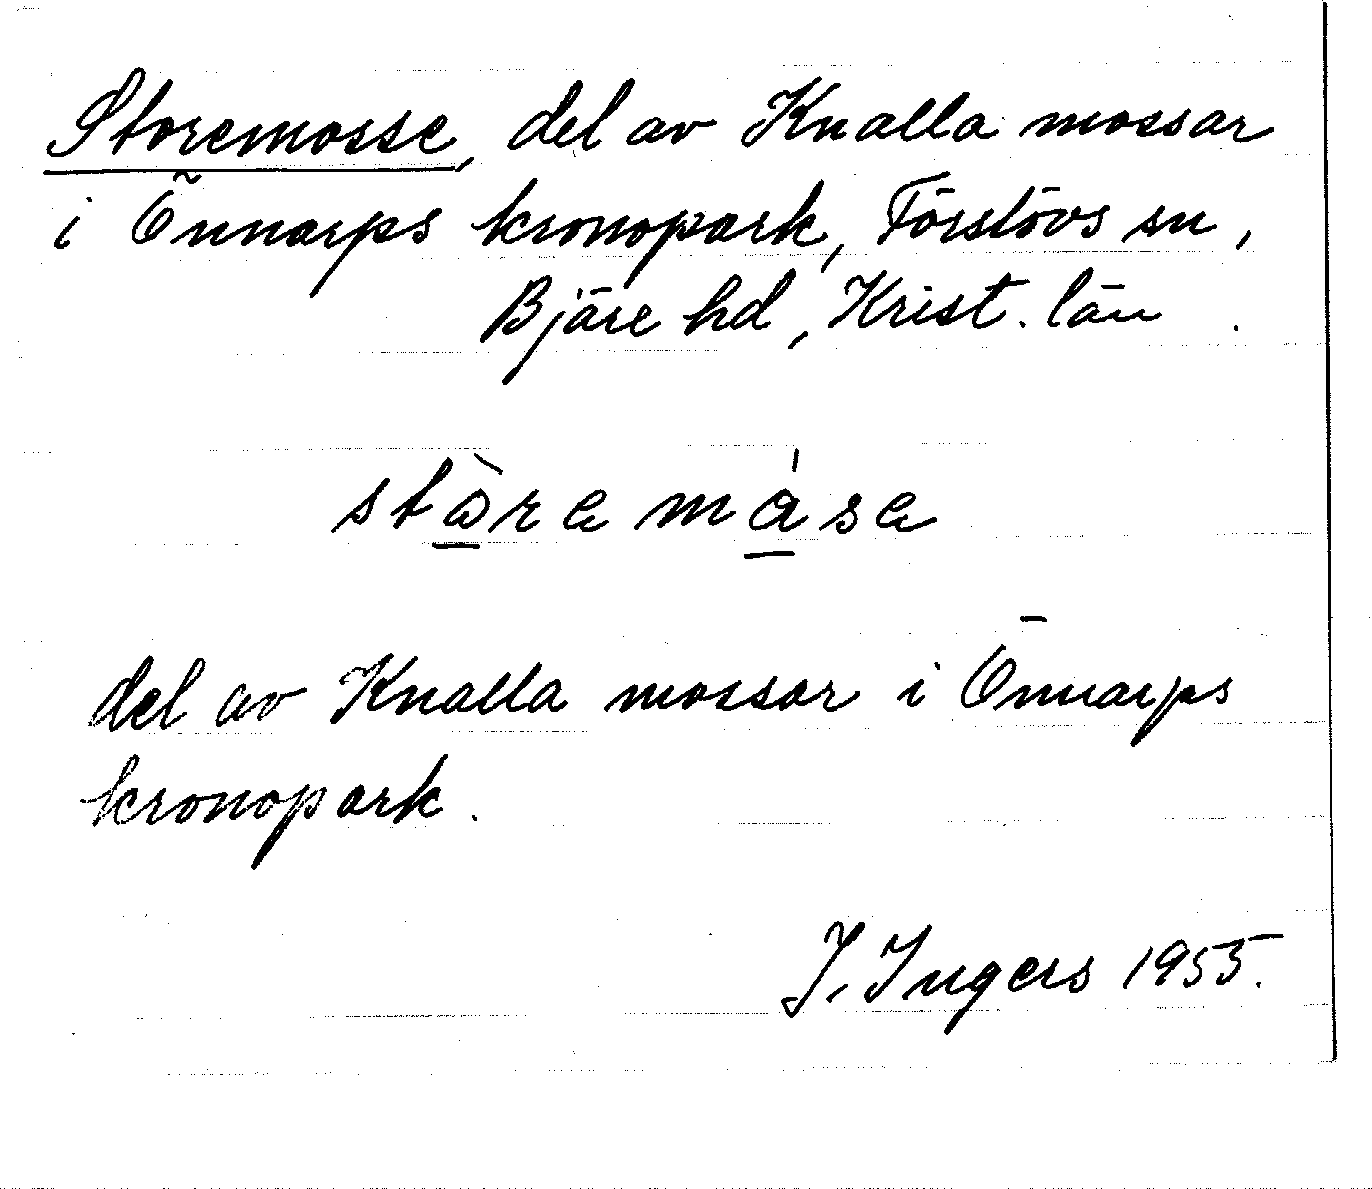 Storemosse, del av Knalla mossar
i Önnarps kronopark, Förslövs sn,
Bjäre hd, Krist. län.
stòremáse
del av Knalla mossar i Önnarps
kronopark.
I. Ingers 1955.